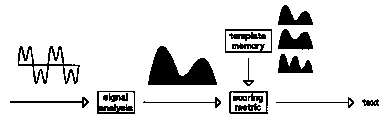 template
memory
signal
analysis
scoring
metric
text